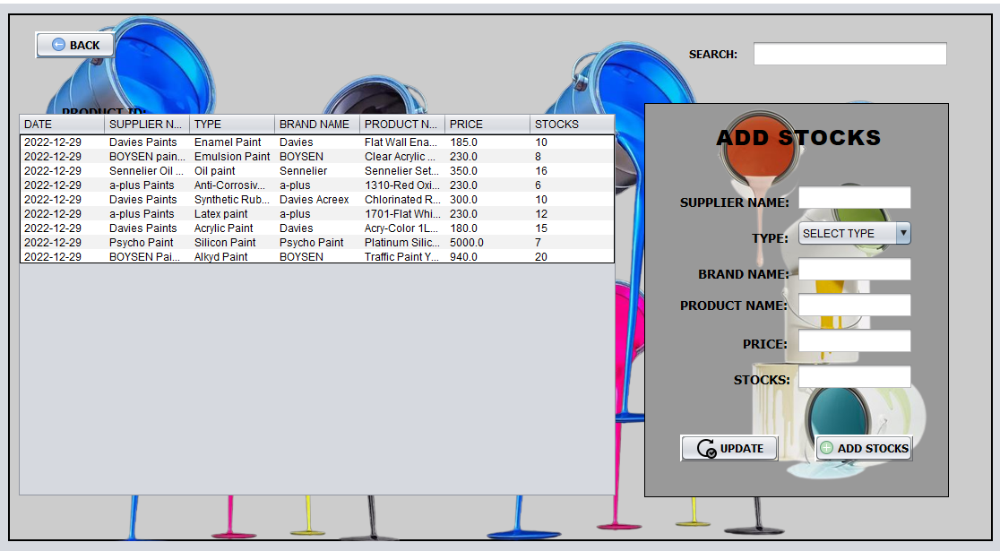 BACK
SEARCH:
PRODUCT ID:
DATE SUPPLIER N... TYPE BRAND NAME PRODUCT N... PRICE STOCKS
2022-12-29 Davies Paints Enamel Paint Davies Flat Wall Ena... 185.0 10
2022-12-29 BOYSEN pain... Emulsion Paint BOYSEN Clear Acrylic ... 230.0 8
2022-12-29 Sennelier Oil ... Oil paint Sennelier Sennelier Set... 350.0 16
2022-12-29 a-plus Paints Anti-Corrosiv... a-plus 1310-Red Oxi... 230.0 6
2022-12-29 Davies Paints Synthetic Rub... Davies Acreex Chlorinated R... 300.0 10
2022-12-29 a-plus Paints Latex paint a-plus 1701-Flat Whi... 230.0 12
2022-12-29 Davies Paints Acrylic Paint Davies Acry-Color 1L... 180.0 15
2022-12-29 Psycho Paint Silicon Paint Psycho Paint Platinum Silic... 5000.0 7
2022-12-29 BOYSEN Pai... Alkyd Paint BOYSEN Traffic Paint Y... 940.0 20
ADD STOCKS
SUPPLIER NAME:
TYPE: SELECT TYPE
BRAND NAME:
PRODUCT NAME:
PRICE:
STOCKS:
UPDATE ADD STOCKS